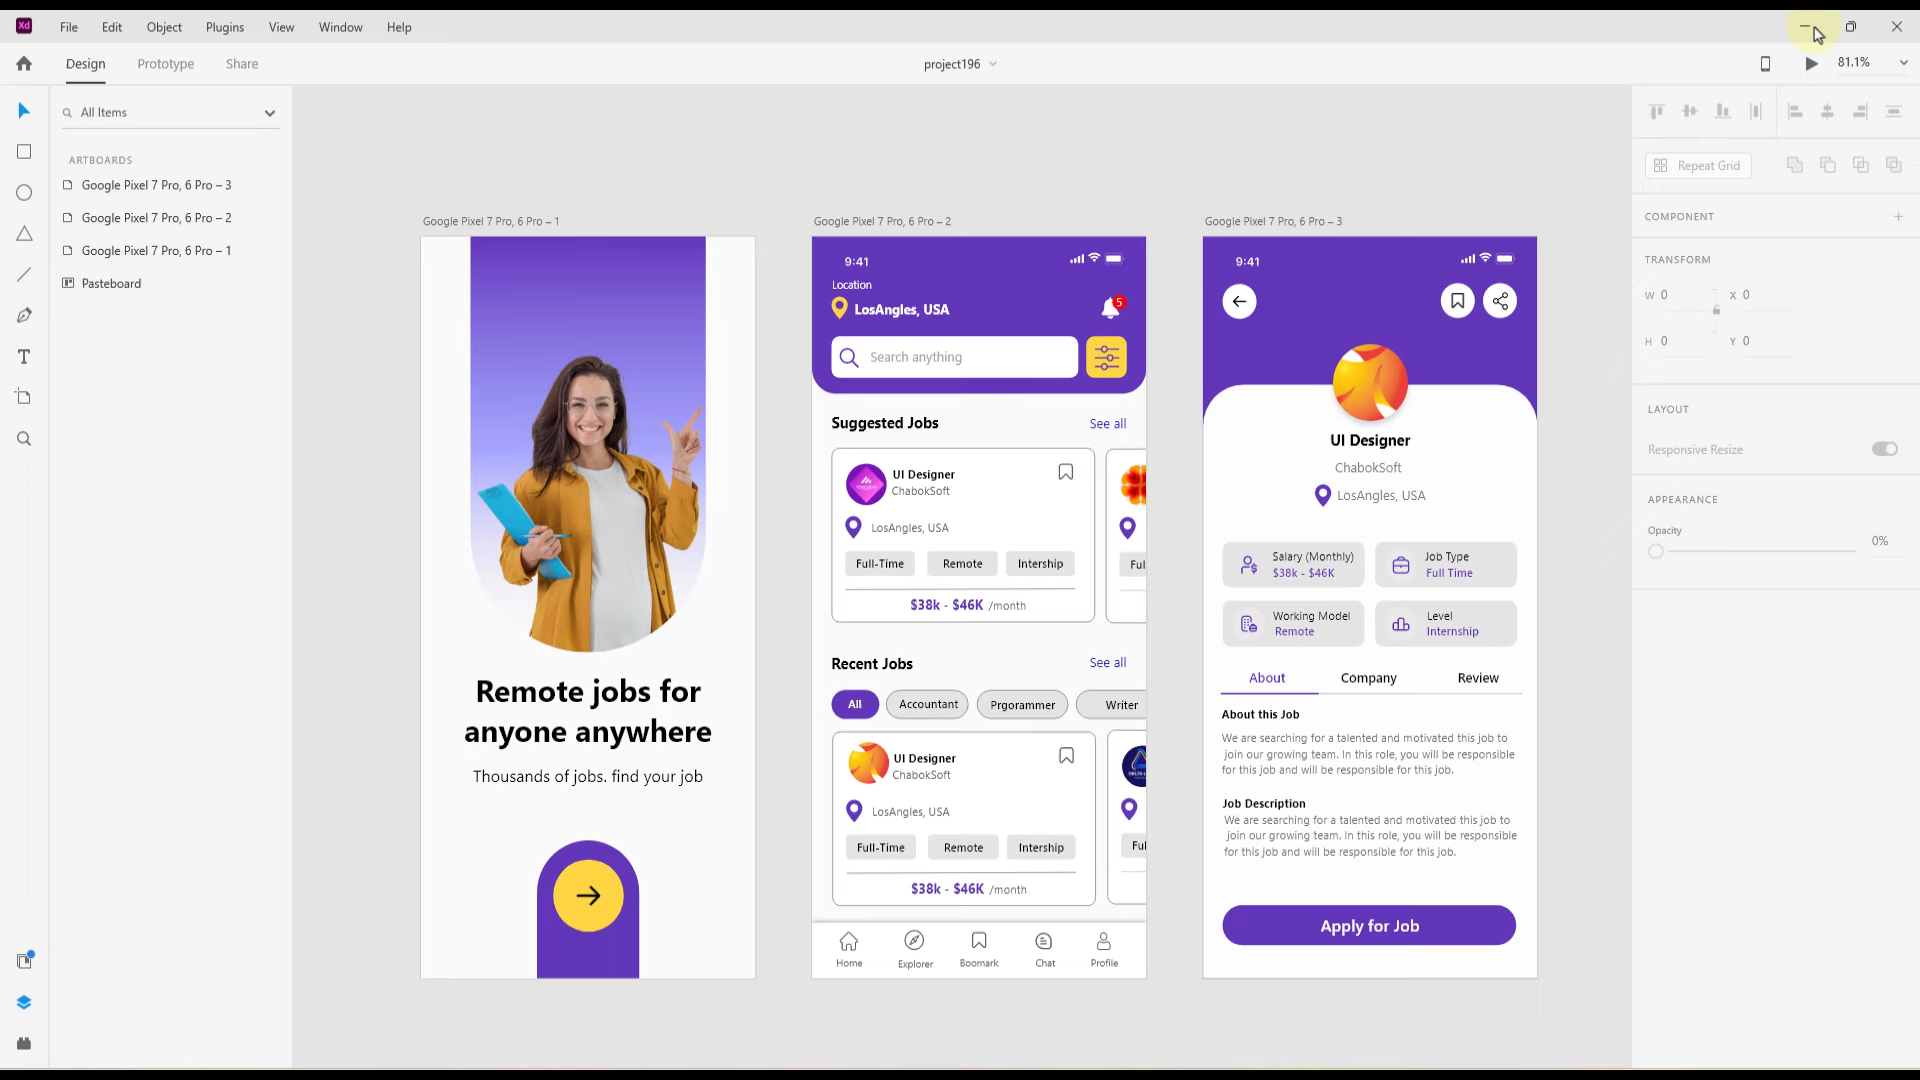 Xd File Edit Object Plugins View Window Help
Design Prototype Share
project196
81.1%
All Items
ARTBOARDS
Google Pixel 7 Pro, 6 Pro – 3
Google Pixel 7 Pro, 6 Pro – 2
Google Pixel 7 Pro, 6 Pro – 1
Pasteboard
Google Pixel 7 Pro, 6 Pro – 1
Remote jobs for
anyone anywhere
Thousands of jobs. find your job
Google Pixel 7 Pro, 6 Pro – 2
9:41
Location
LosAngles, USA
5
Search anything
Suggested Jobs
See all
UI Designer
ChabokSoft
LosAngles, USA
Full-Time Remote Intership
Ful
$38k - $46K /month
Recent Jobs
See all
All Accountant Prgorammer Writer
UI Designer
ChabokSoft
LosAngles, USA
Full-Time Remote Intership
Ful
$38k - $46K /month
Home Explorer Boomark Chat Profile
Google Pixel 7 Pro, 6 Pro – 3
9:41
UI Designer
ChabokSoft
LosAngles, USA
Salary (Monthly)
$38k - $46K
Job Type
Full Time
Working Model
Remote
Level
Internship
About Company Review
About this Job
We are searching for a talented and motivated this job to
join our growing team. In this role, you will be responsible
for this job and will be responsible for this job.
Job Description
We are searching for a talented and motivated this job to
join our growing team. In this role, you will be responsible
for this job and will be responsible for this job.
Apply for Job
Repeat Grid
COMPONENT
TRANSFORM
W 0 X 0
H 0 Y 0
LAYOUT
Responsive Resize
APPEARANCE
Opacity
0%